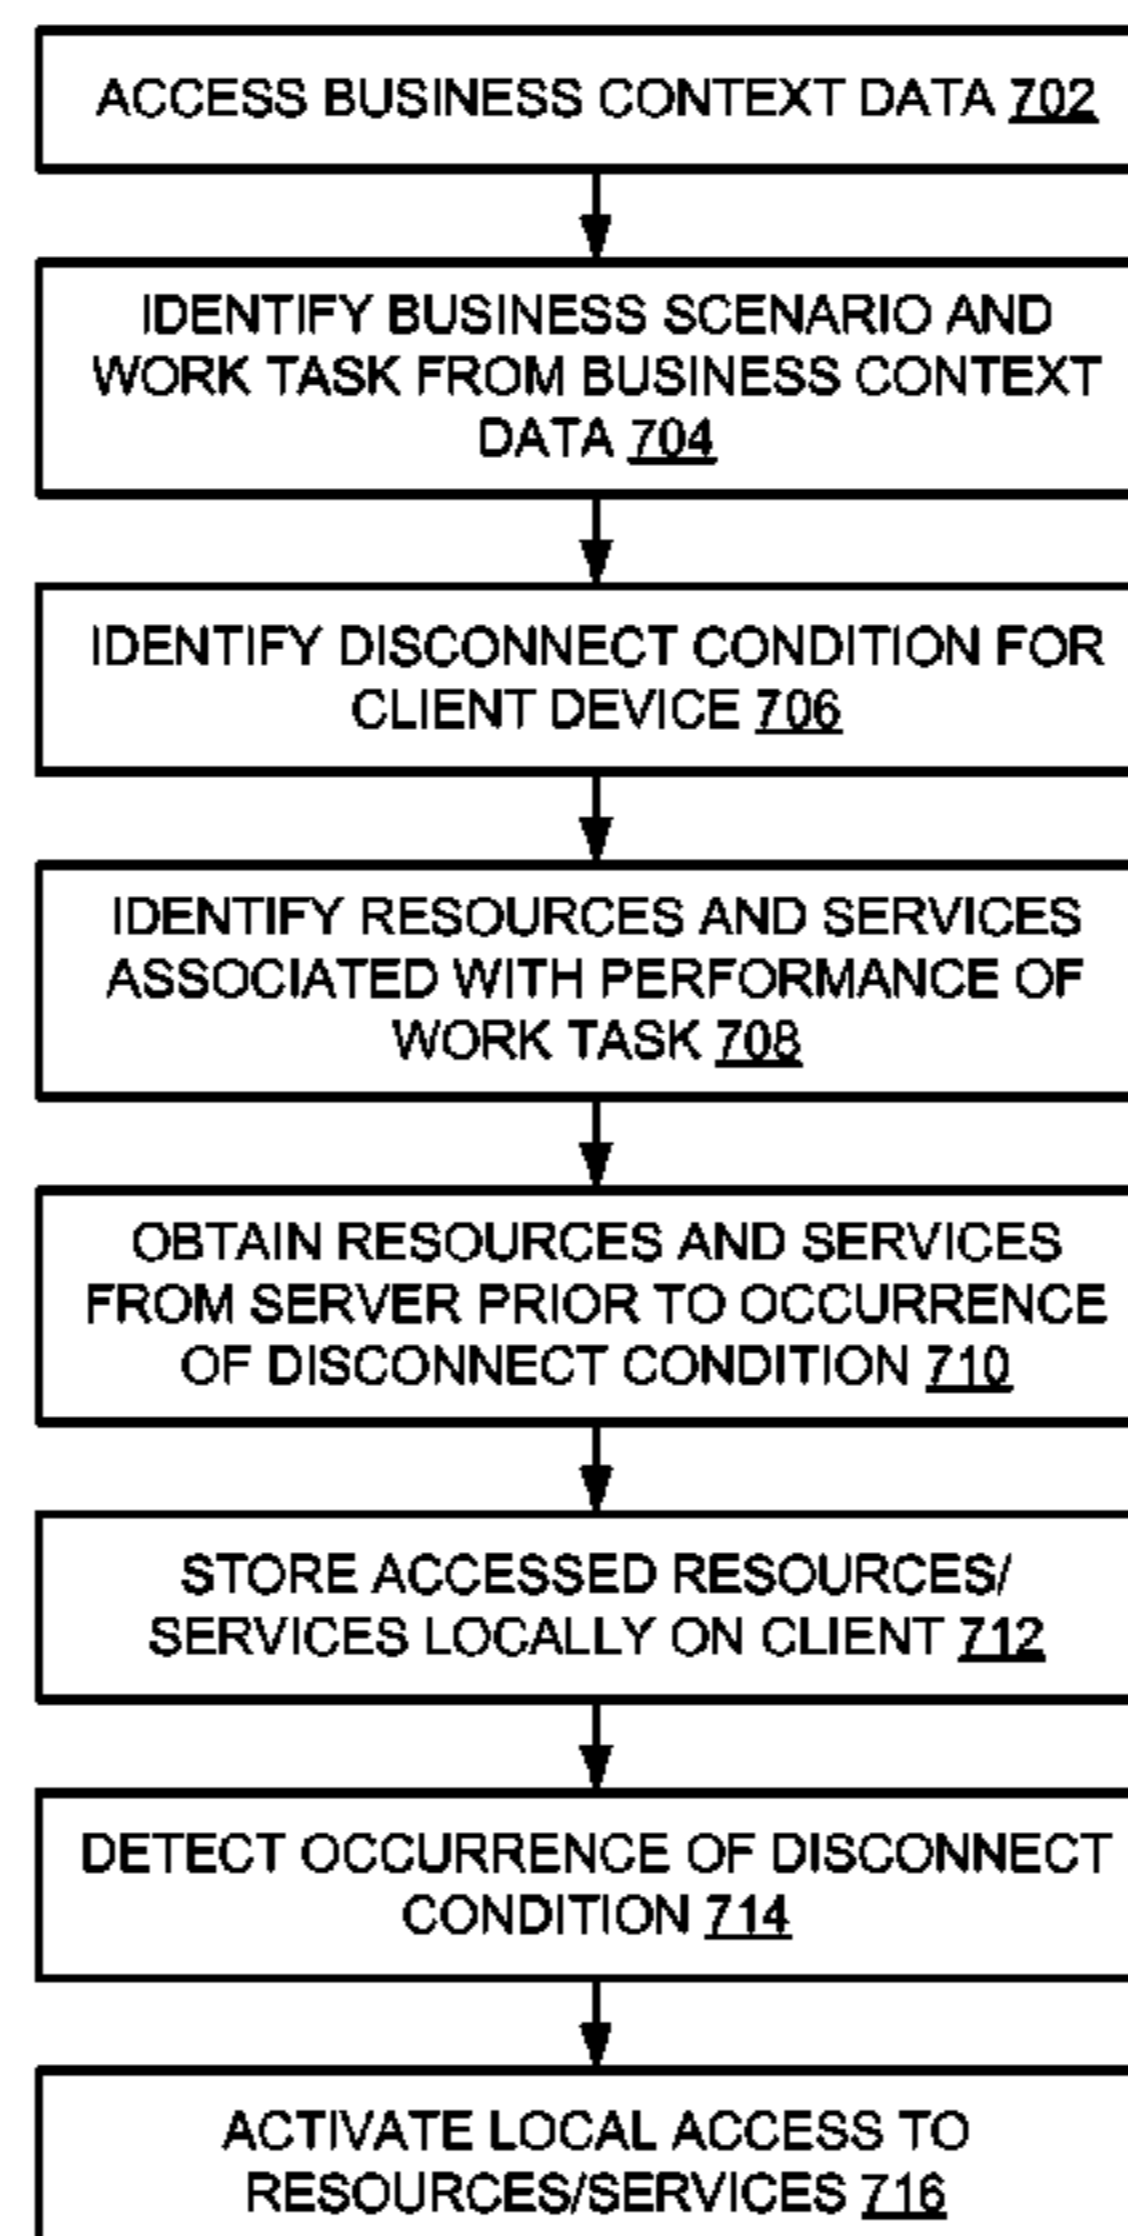 ACCESS BUSINESS CONTEXT DATA 702
IDENTIFY BUSINESS SCENARIO AND
WORK TASK FROM BUSINESS CONTEXT
DATA 704
IDENTIFY DISCONNECT CONDITION FOR
CLIENT DEVICE 706
IDENTIFY RESOURCES AND SERVICES
ASSOCIATED WITH PERFORMANCE OF
WORK TASK 708
OBTAIN RESOURCES AND SERVICES
FROM SERVER PRIOR TO OCCURRENCE
OF DISCONNECT CONDITION 710
STORE ACCESSED RESOURCES/
SERVICES LOCALLY ON CLIENT 712
DETECT OCCURRENCE OF DISCONNECT
CONDITION 714
ACTIVATE LOCAL ACCESS TO
RESOURCES/SERVICES 716